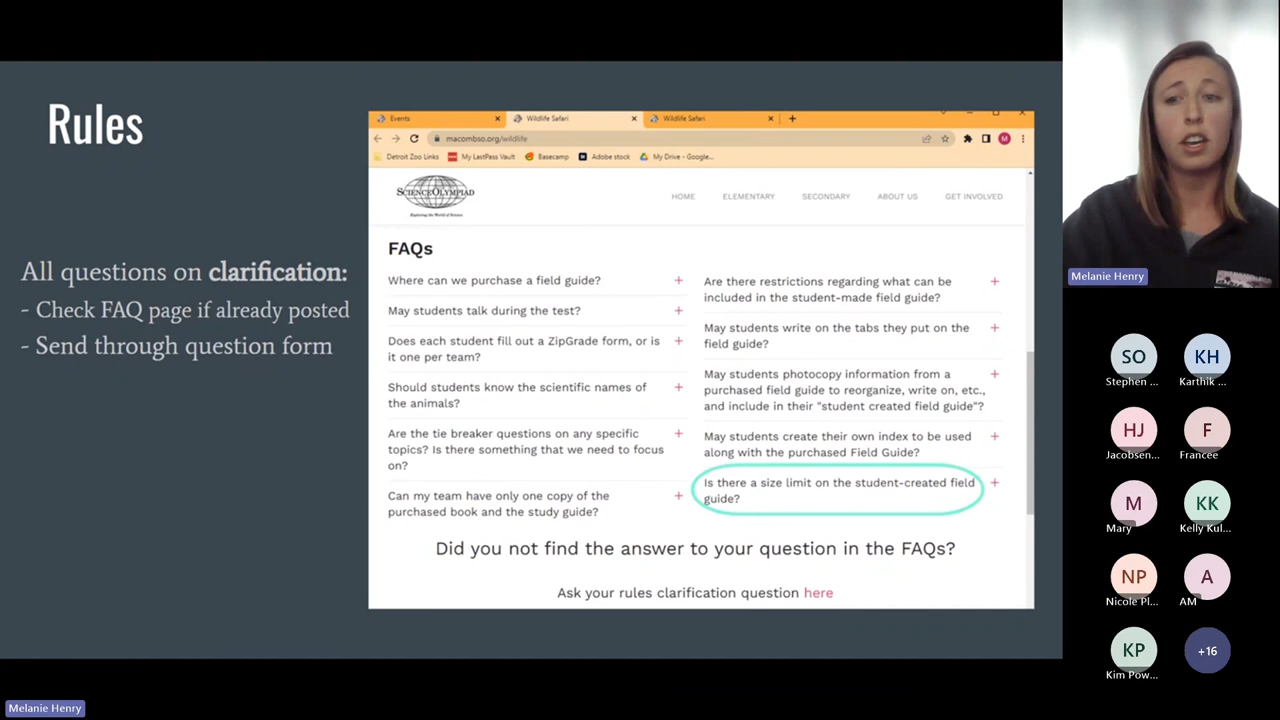 Rules
All questions on clarification:
- Check FAQ page if already posted
- Send through question form
Events
Wildlife Safari
Wildlife Safari
macombso.org/wildlife
M
Detroit Zoo Links
My LastPass Vault
Basecamp
Adobe stock
My Drive - Google...
SCIENCE OLYMPIAD
Exploring the World of Science
HOME
ELEMENTARY
SECONDARY
ABOUT US
GET INVOLVED
FAQs
Where can we purchase a field guide?
May students talk during the test?
Does each student fill out a ZipGrade form, or is
it one per team?
Should students know the scientific names of
the animals?
Are the tie breaker questions on any specific
topics? Is there something that we need to focus
on?
Can my team have only one copy of the
purchased book and the study guide?
Are there restrictions regarding what can be
included in the student-made field guide?
May students write on the tabs they put on the
field guide?
May students photocopy information from a
purchased field guide to reorganize, write on, etc.,
and include in their "student created field guide"?
May students create their own index to be used
along with the purchased Field Guide?
Is there a size limit on the student-created field
guide?
Did you not find the answer to your question in the FAQs?
Ask your rules clarification question here
Melanie Henry
SO
Stephen ...
KH
Karthik ...
HJ
Jacobsen,...
F
Francee
M
Mary
KK
Kelly Kul...
NP
Nicole Pl...
A
AM
KP
Kim Pow...
+16
Melanie Henry